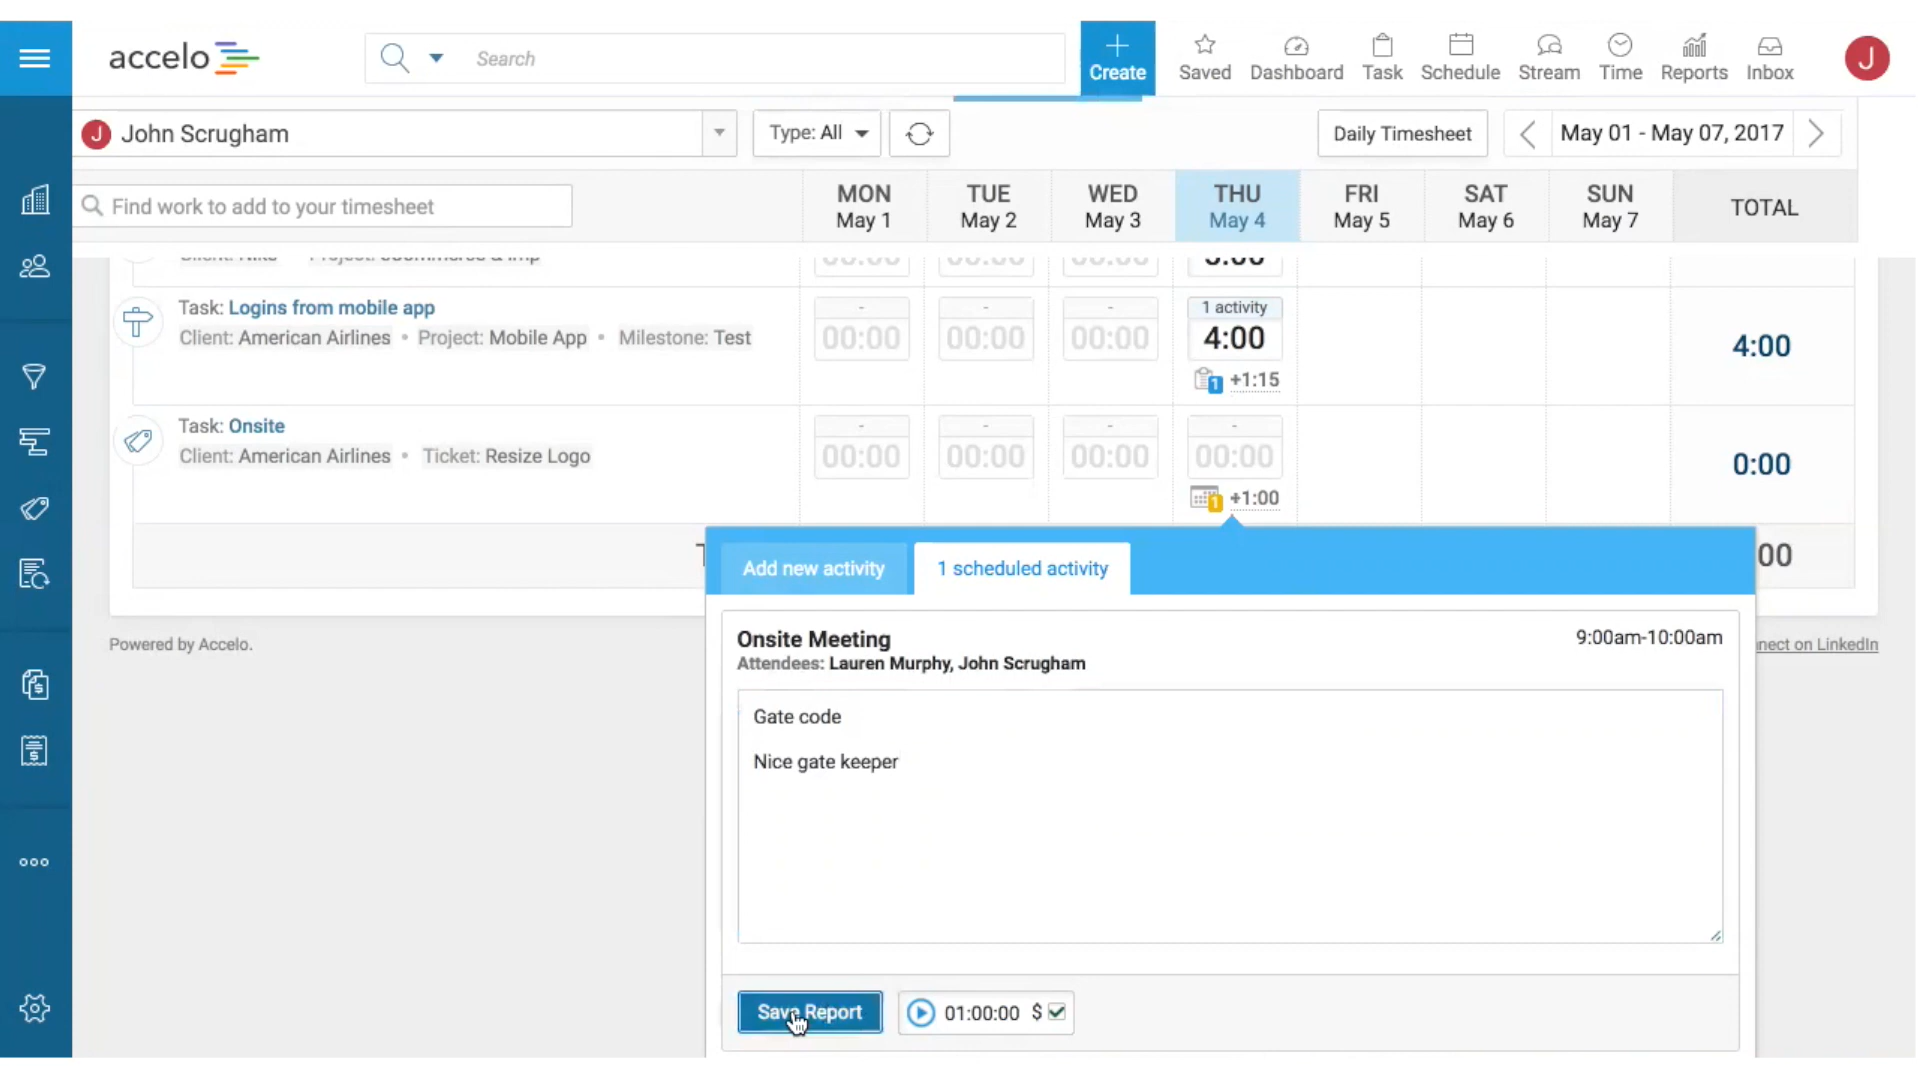 accelo
Search
Create
Saved
Dashboard
Task
Schedule
Stream
Time
Reports
Inbox
J
J John Scrugham
Type: All
Daily Timesheet
May 01 - May 07, 2017
Find work to add to your timesheet
MON
May 1
TUE
May 2
WED
May 3
THU
May 4
FRI
May 5
SAT
May 6
SUN
May 7
TOTAL
Task: Logins from mobile app
Client: American Airlines • Project: Mobile App • Milestone: Test
-
00:00
-
00:00
-
00:00
1 activity
4:00
1 +1:15
4:00
Task: Onsite
Client: American Airlines • Ticket: Resize Logo
-
00:00
-
00:00
-
00:00
-
00:00
1 +1:00
0:00
00
Add new activity
1 scheduled activity
Onsite Meeting
9:00am-10:00am
Attendees: Lauren Murphy, John Scrugham
Gate code
Nice gate keeper
Save Report
01:00:00 $
Powered by Accelo.
nect on LinkedIn